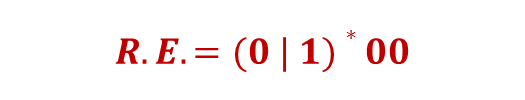 R. E. = (0 | 1) * 00